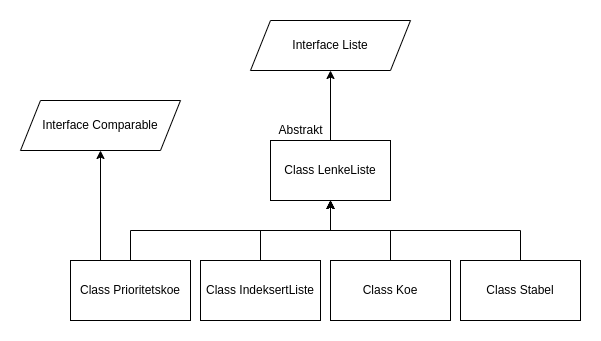 Interface Liste
Interface Comparable
Abstrakt
Class LenkeListe
Class Prioritetskoe
Class IndeksertListe
Class Koe
Class Stabel